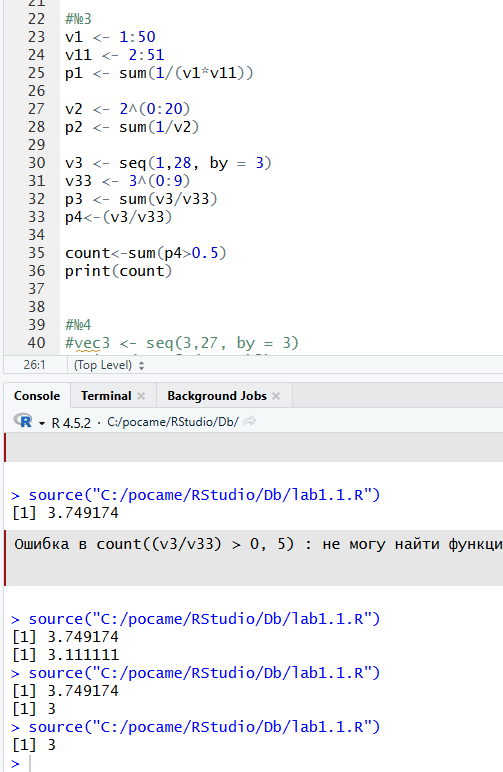 21
22 #№3
23 v1 <- 1:50
24 v11 <- 2:51
25 p1 <- sum(1/(v1*v11))
26
27 v2 <- 2^(0:20)
28 p2 <- sum(1/v2)
29
30 v3 <- seq(1,28, by = 3)
31 v33 <- 3^(0:9)
32 p3 <- sum(v3/v33)
33 p4<-(v3/v33)
34
35 count<-sum(p4>0.5)
36 print(count)
37
38
39 #№4
40 #vec3 <- seq(3,27, by = 3)
26:1 (Top Level)
Console Terminal Background Jobs
R 4.5.2 · C:/pocame/RStudio/Db/
> source("C:/pocame/RStudio/Db/lab1.1.R")
[1] 3.749174
Ошибка в count((v3/v33) > 0, 5) : не могу найти функци
> source("C:/pocame/RStudio/Db/lab1.1.R")
[1] 3.749174
[1] 3.111111
> source("C:/pocame/RStudio/Db/lab1.1.R")
[1] 3.749174
[1] 3
> source("C:/pocame/RStudio/Db/lab1.1.R")
[1] 3
>